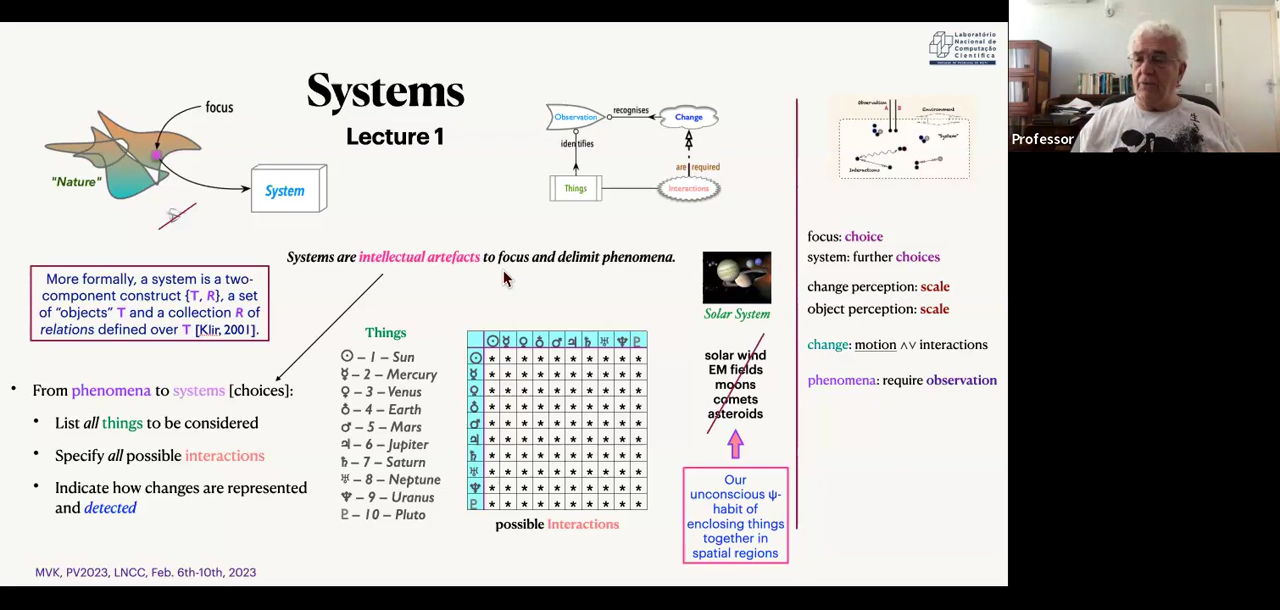 Systems
Lecture 1
Laboratório
Nacional de
Computação
Científica
focus
"Nature"
System
Observation
recognises
Change
identifies
are required
Things
Interactions
Observation
A
B
Environment
"System"
Interactions
Professor
Systems are intellectual artefacts to focus and delimit phenomena.
More formally, a system is a two-
component construct {T, R}, a set
of "objects" T and a collection R of
relations defined over T [Klir, 2001].
• From phenomena to systems [choices]:
• List all things to be considered
• Specify all possible interactions
• Indicate how changes are represented
and detected
Things
☉ – 1 – Sun
☿ – 2 – Mercury
♀ – 3 – Venus
♁ – 4 – Earth
♂ – 5 – Mars
♃ – 6 – Jupiter
♄ – 7 – Saturn
♅ – 8 – Neptune
♆ – 9 – Uranus
♇ – 10 – Pluto
☉ ☿ ♀ ♁ ♂ ♃ ♄ ♅ ♆ ♇
☉ * * * * * * * * * *
☿ * * * * * * * * * *
♀ * * * * * * * * * *
♁ * * * * * * * * * *
♂ * * * * * * * * * *
♃ * * * * * * * * * *
♄ * * * * * * * * * *
♅ * * * * * * * * * *
♆ * * * * * * * * * *
♇ * * * * * * * * * *
possible Interactions
Solar System
solar wind
EM fields
moons
comets
asteroids
Our
unconscious ψ-
habit of
enclosing things
together in
spatial regions
focus: choice
system: further choices
change perception: scale
object perception: scale
change: motion ∧∨ interactions
phenomena: require observation
MVK, PV2023, LNCC, Feb. 6th-10th, 2023